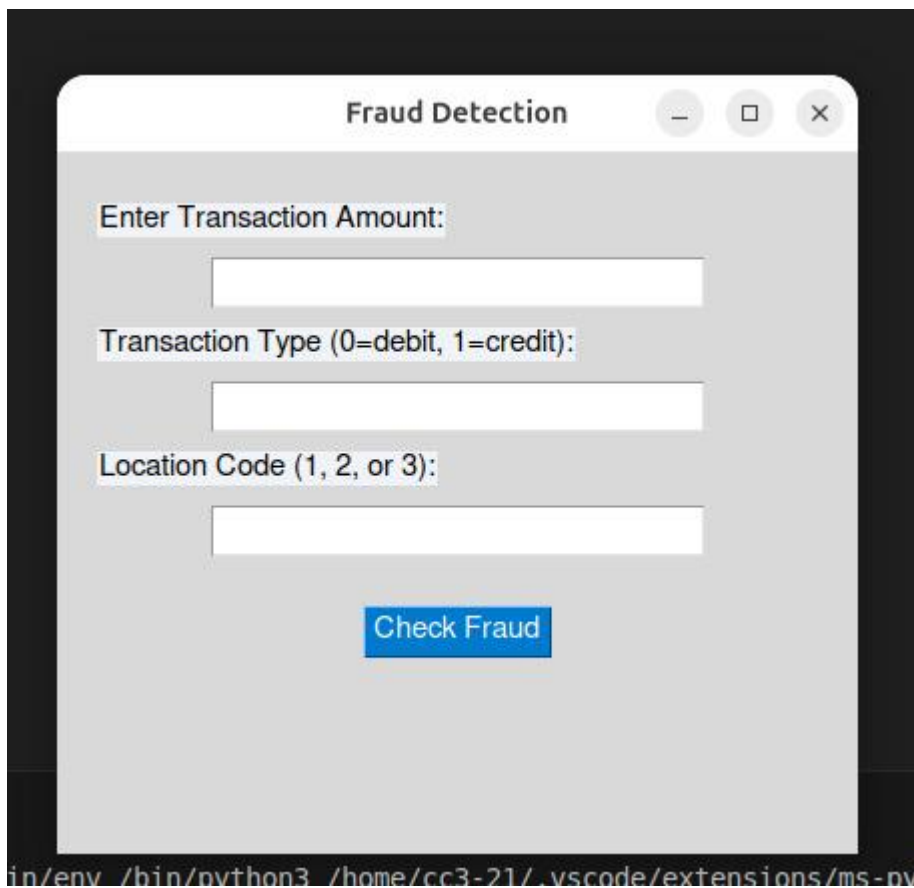 Fraud Detection
Enter Transaction Amount:
Transaction Type (0=debit, 1=credit):
Location Code (1, 2, or 3):
Check Fraud
in/env /bin/python3 /home/cc3-21/.vscode/extensions/ms-py